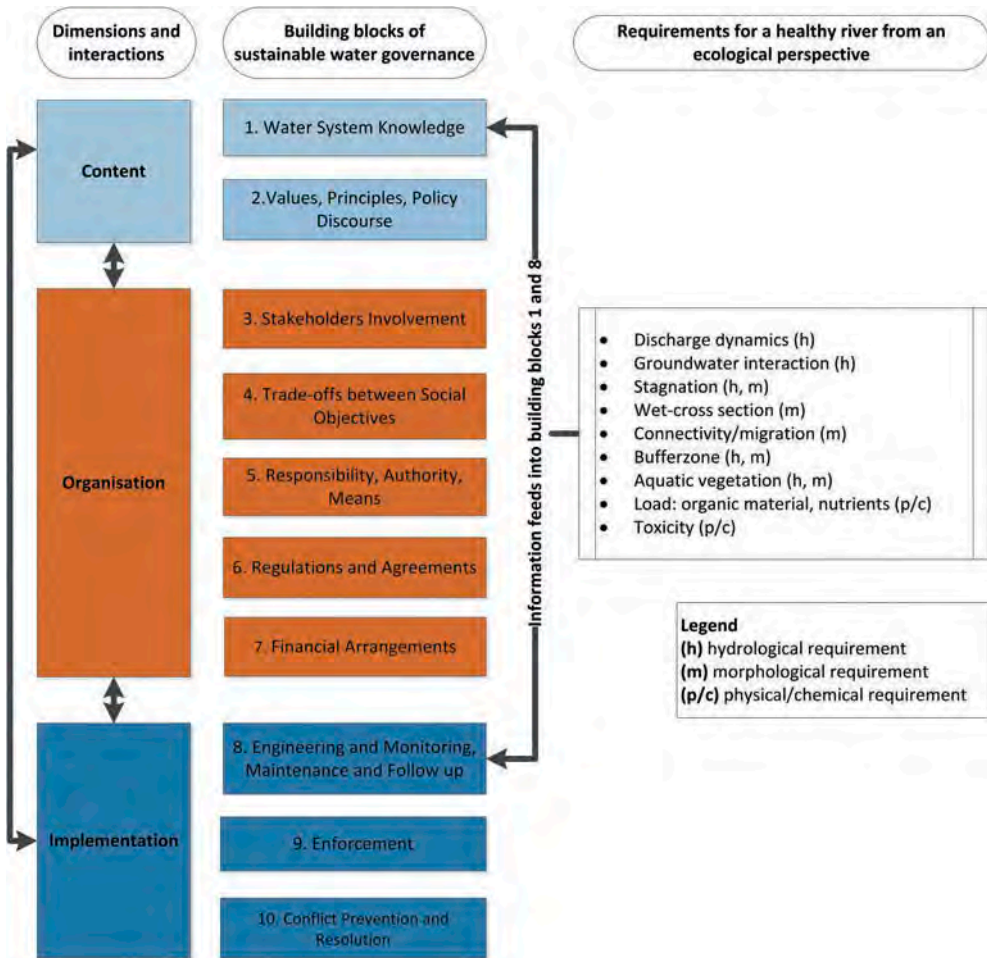 Dimensions and
interactions
Building blocks of
sustainable water governance
Requirements for a healthy river from an
ecological perspective
Content
1. Water System Knowledge
2.Values, Principles, Policy
Discourse
Organisation
3. Stakeholders Involvement
4. Trade-offs between Social
Objectives
5. Responsibility, Authority,
Means
6. Regulations and Agreements
7. Financial Arrangements
Implementation
8. Engineering and Monitoring,
Maintenance and Follow up
9. Enforcement
10. Conflict Prevention and
Resolution
Information feeds into building blocks 1 and 8
• Discharge dynamics (h)
• Groundwater interaction (h)
• Stagnation (h, m)
• Wet-cross section (m)
• Connectivity/migration (m)
• Bufferzone (h, m)
• Aquatic vegetation (h, m)
• Load: organic material, nutrients (p/c)
• Toxicity (p/c)
Legend
(h) hydrological requirement
(m) morphological requirement
(p/c) physical/chemical requirement